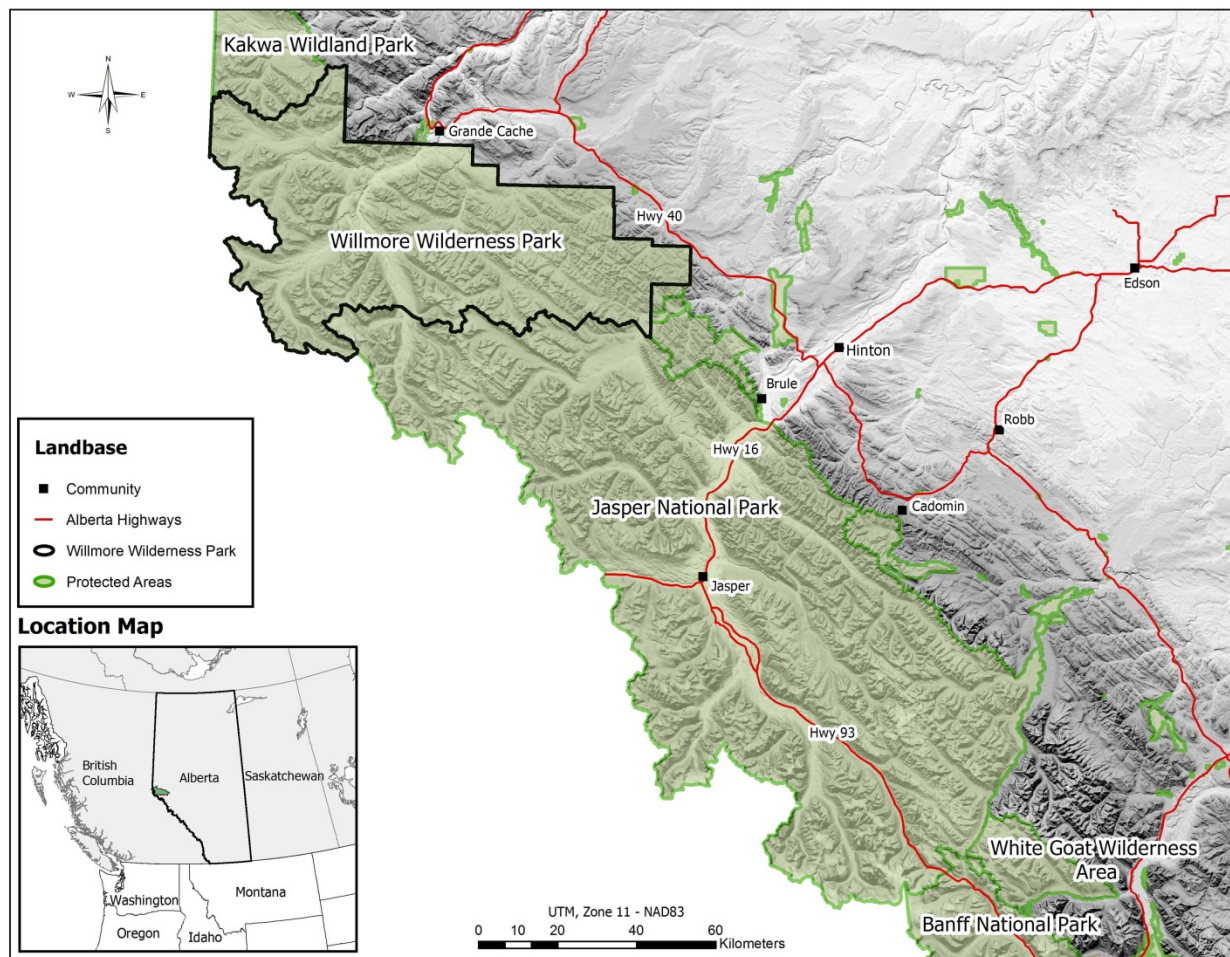 Kakwa Wildland Park
N
W
E
S
Grande Cache
Hwy 40
Willmore Wilderness Park
Edson
Hinton
Brule
Robb
Hwy 16
Cadomin
Jasper National Park
Jasper
Hwy 93
White Goat Wilderness
Area
Banff National Park
Landbase
Community
Alberta Highways
Willmore Wilderness Park
Protected Areas
Location Map
British
Columbia
Alberta
Saskatchewan
Washington
Montana
Oregon
Idaho
UTM, Zone 11 - NAD83
0 10 20 40 60
Kilometers